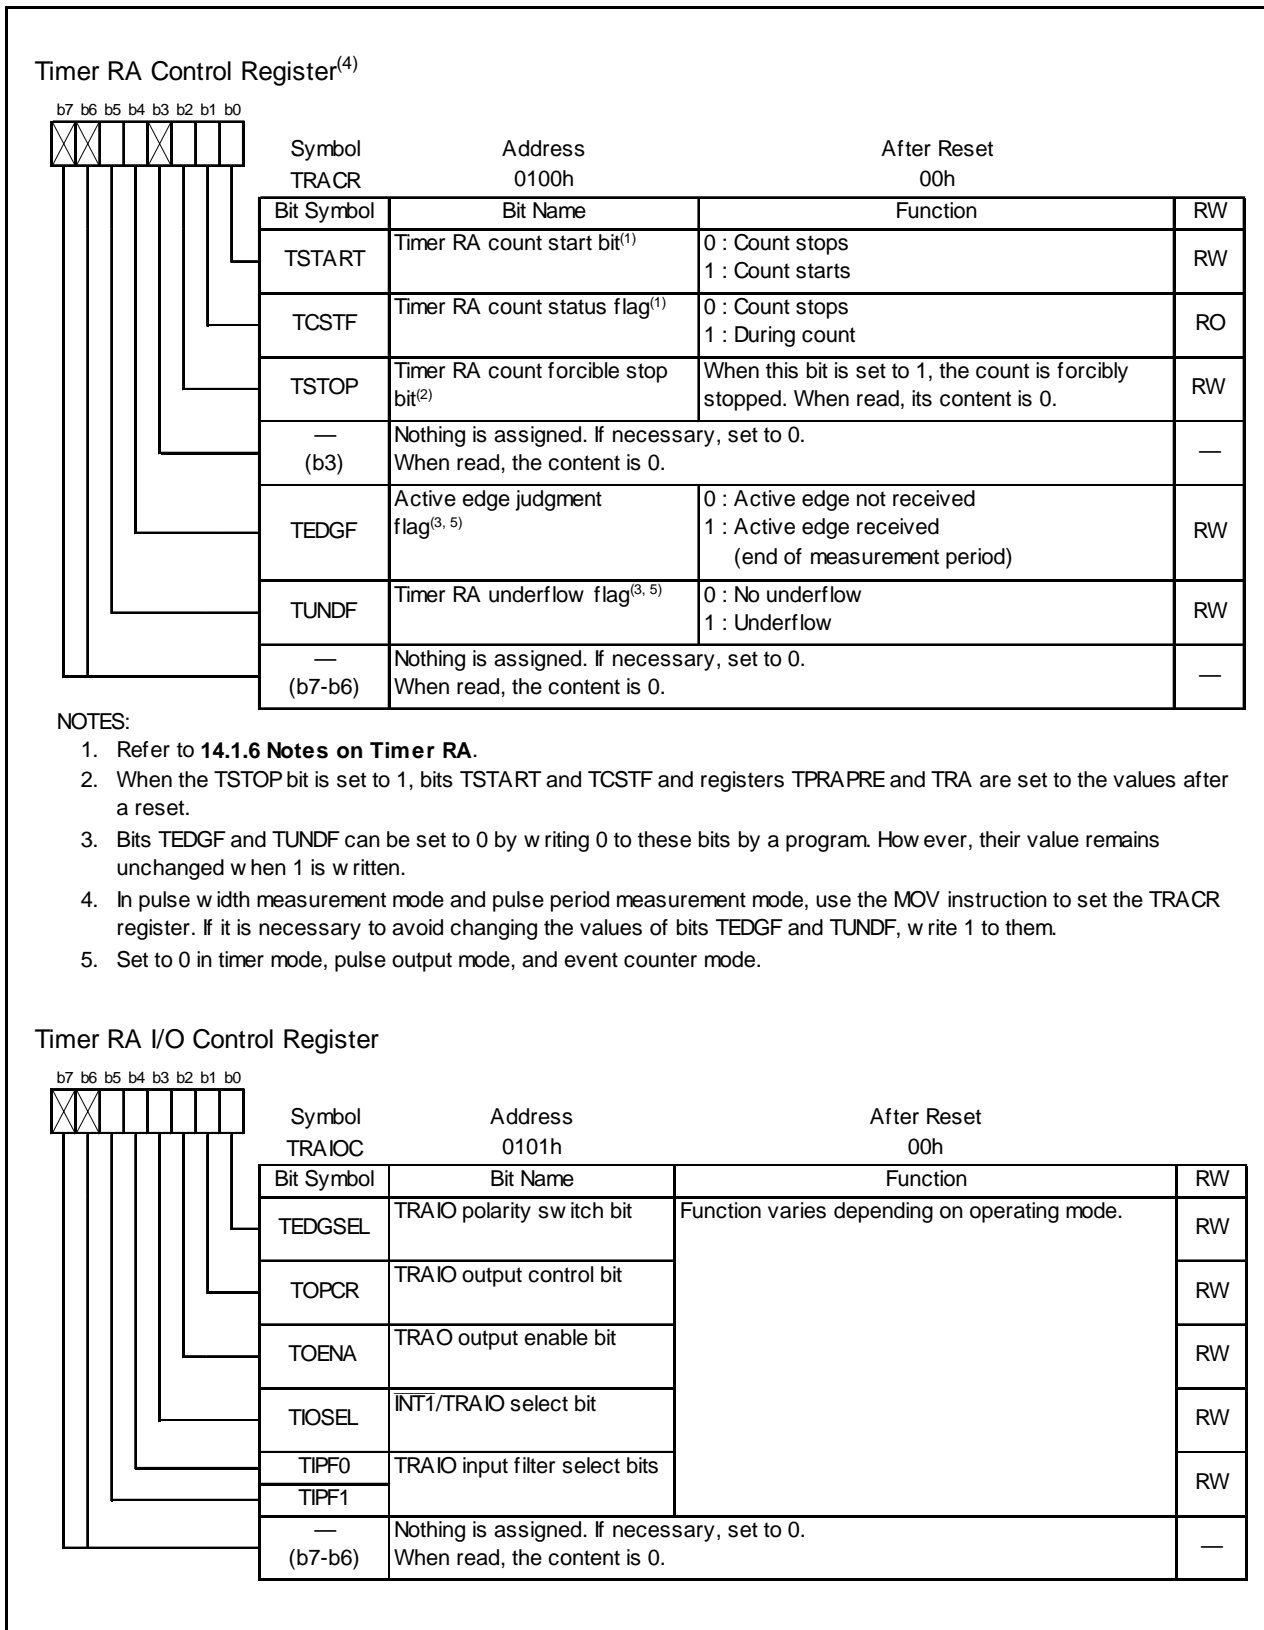 Timer RA Control Register(4)
b7 b6 b5 b4 b3 b2 b1 b0
Symbol Address After Reset
TRACR 0100h 00h
Bit Symbol Bit Name Function RW
TSTART Timer RA count start bit(1) 0 : Count stops RW
1 : Count starts
TCSTF Timer RA count status flag(1) 0 : Count stops RO
1 : During count
TSTOP Timer RA count forcible stop When this bit is set to 1, the count is forcibly RW
bit(2) stopped. When read, its content is 0.
— Nothing is assigned. If necessary, set to 0. —
(b3) When read, the content is 0.
Active edge judgment 0 : Active edge not received
TEDGF flag(3, 5) 1 : Active edge received RW
(end of measurement period)
TUNDF Timer RA underflow flag(3, 5) 0 : No underflow RW
1 : Underflow
— Nothing is assigned. If necessary, set to 0. —
(b7-b6) When read, the content is 0.
NOTES:
1. Refer to 14.1.6 Notes on Timer RA.
2. When the TSTOP bit is set to 1, bits TSTART and TCSTF and registers TPRAPRE and TRA are set to the values after
a reset.
3. Bits TEDGF and TUNDF can be set to 0 by writing 0 to these bits by a program. However, their value remains
unchanged when 1 is written.
4. In pulse width measurement mode and pulse period measurement mode, use the MOV instruction to set the TRACR
register. If it is necessary to avoid changing the values of bits TEDGF and TUNDF, write 1 to them.
5. Set to 0 in timer mode, pulse output mode, and event counter mode.
Timer RA I/O Control Register
b7 b6 b5 b4 b3 b2 b1 b0
Symbol Address After Reset
TRAIOC 0101h 00h
Bit Symbol Bit Name Function RW
TEDGSEL TRAIO polarity switch bit Function varies depending on operating mode. RW
TOPCR TRAIO output control bit RW
TOENA TRAO output enable bit RW
TIOSEL INT1/TRAIO select bit RW
TIPF0 TRAIO input filter select bits RW
TIPF1
— Nothing is assigned. If necessary, set to 0. —
(b7-b6) When read, the content is 0.